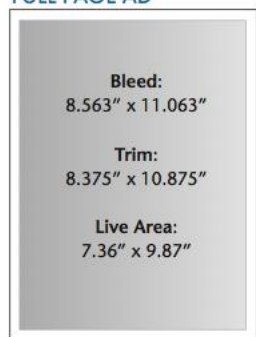 Bleed:
8.563" x 11.063"
Trim:
8.375" x 10.875"
Live Area:
7.36" x 9.87"